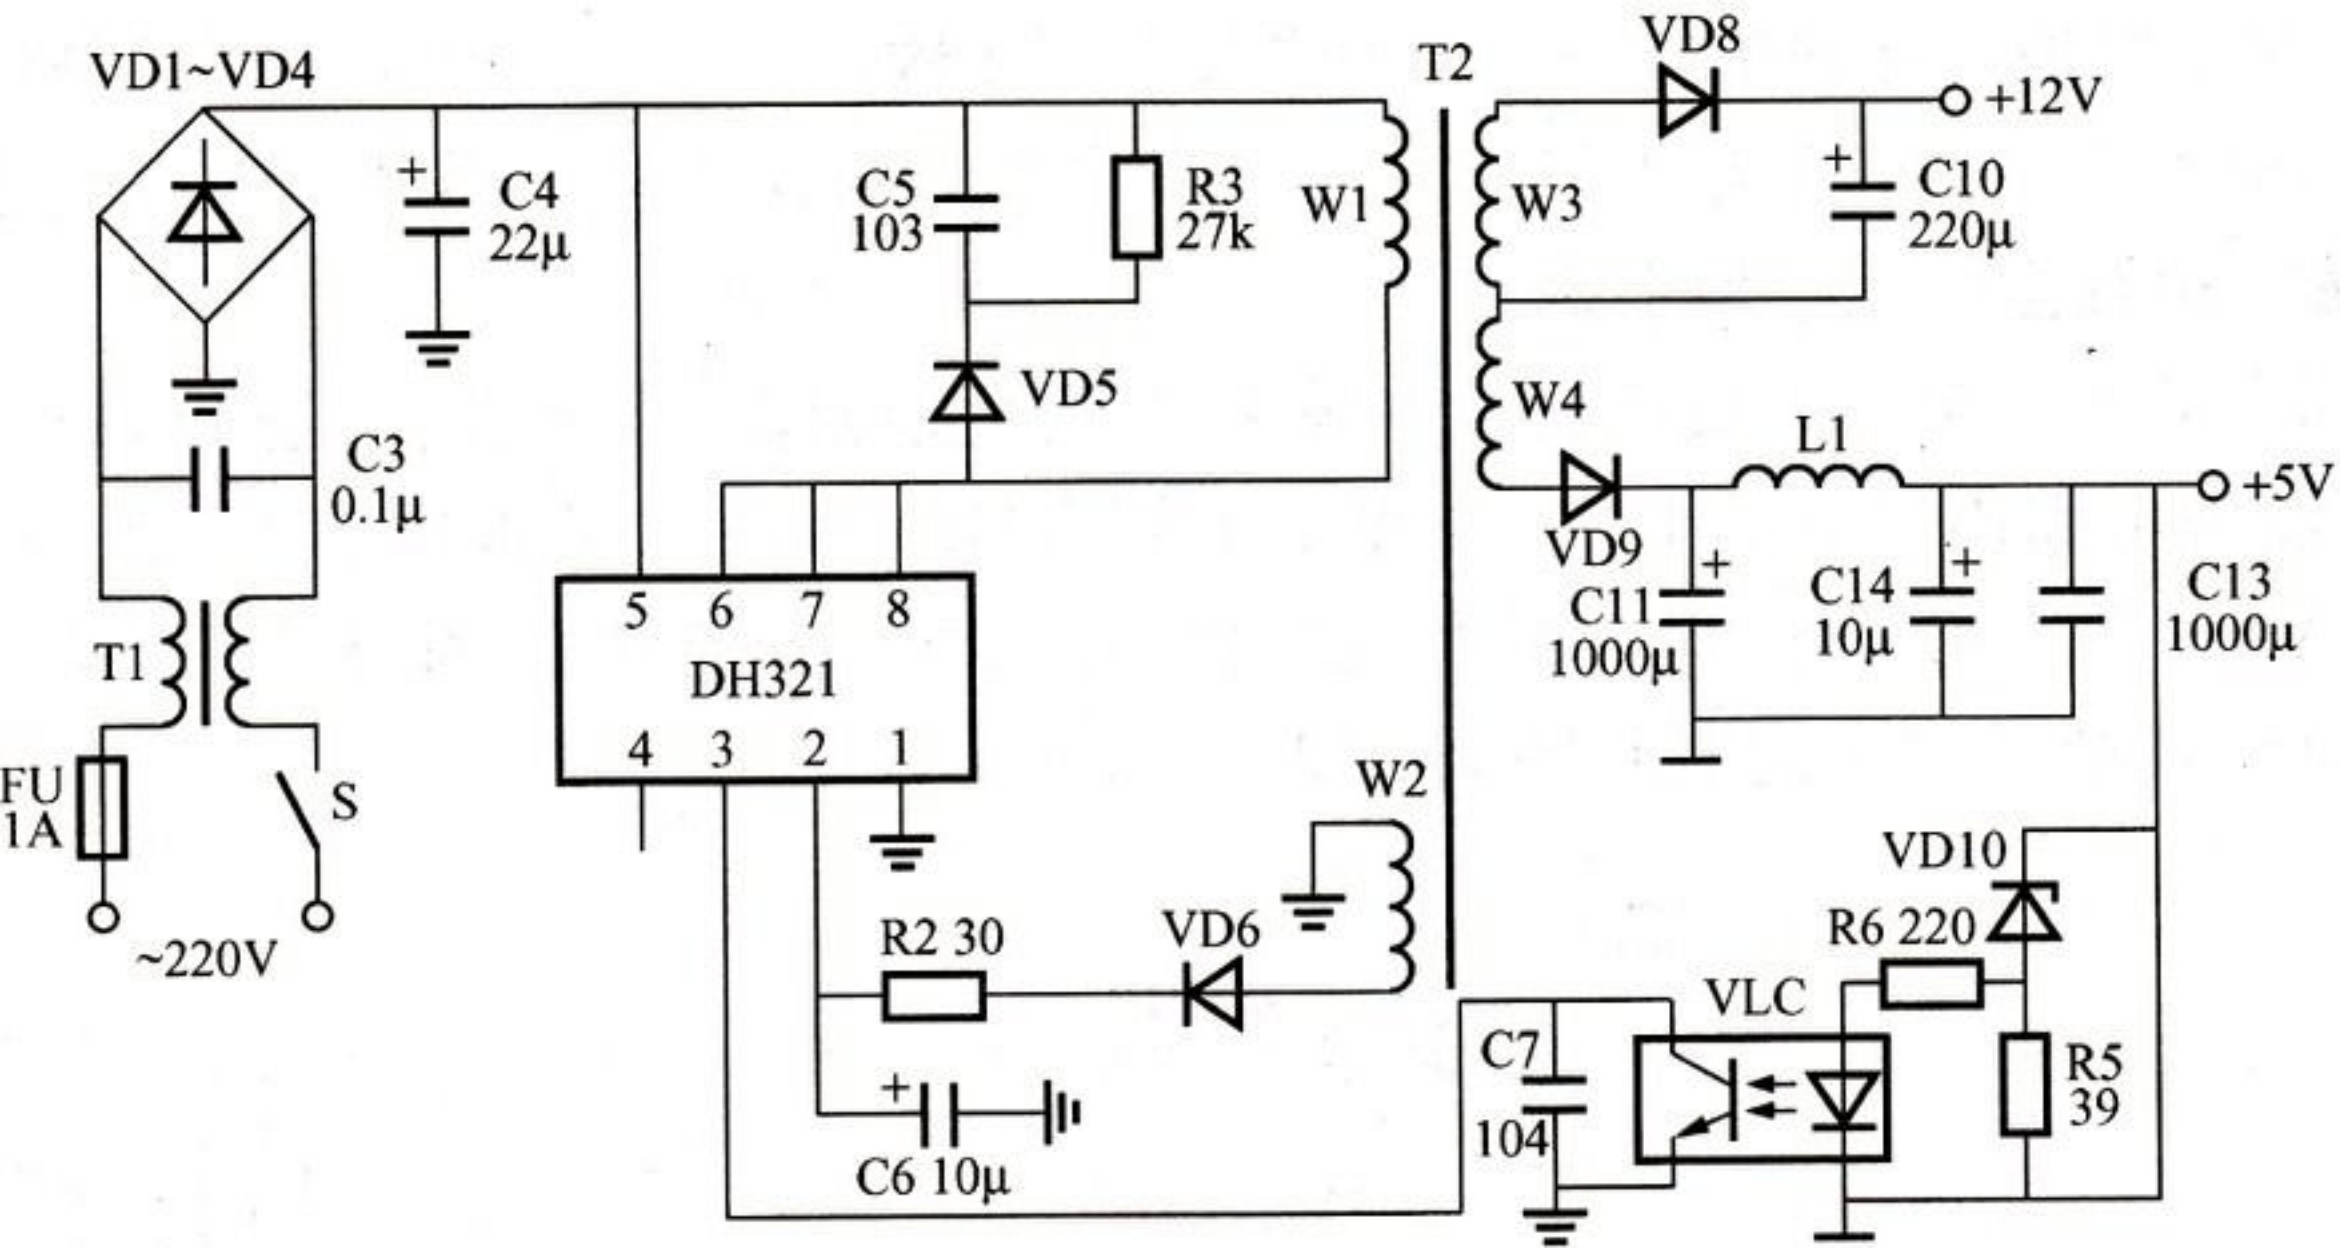 VD1~VD4
+
C4
22μ
C3
0.1μ
T1
FU
1A
S
~220V
C5
103
R3
27k
VD5
5 6 7 8
DH321
4 3 2 1
R2 30
VD6
+
C6 10μ
W1
T2
W3
W4
W2
VD8
+12V
+
C10
220μ
L1
+5V
VD9
+
C11
1000μ
+
C14
10μ
C13
1000μ
VD10
R6 220
VLC
R5
39
C7
104